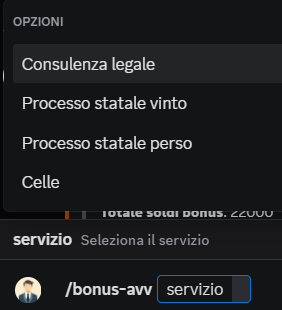 OPZIONI
Consulenza legale
Processo statale vinto
Processo statale perso
Celle
Totale soldi bonus: 22000
servizio Seleziona il servizio
/bonus-avv servizio